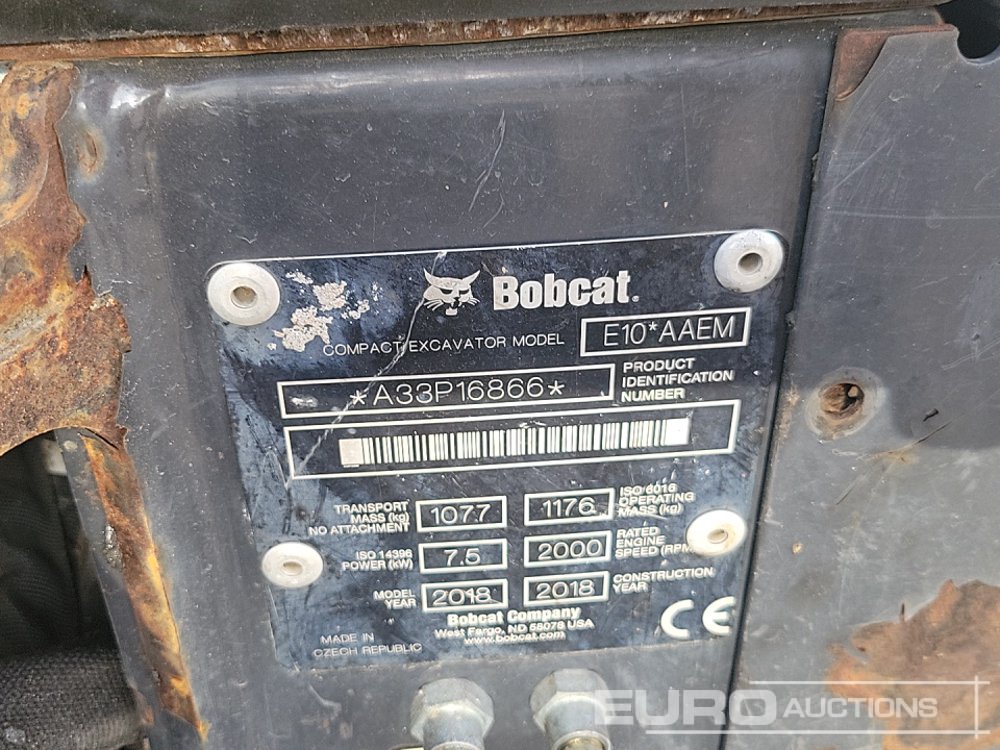 Bobcat.
COMPACT EXCAVATOR MODEL
E10*AAEM
*A33P16866*
PRODUCT
IDENTIFICATION
NUMBER
TRANSPORT
MASS (kg)
NO ATTACHMENT
1077
1176
ISO 6016
OPERATING
MASS (kg)
ISO 14396
POWER (kW)
7.5
2000
RATED
ENGINE
SPEED (RPM)
MODEL
YEAR
2018
2018
CONSTRUCTION
YEAR
Bobcat Company
West Fargo, ND 58078 USA
www.bobcat.com
MADE IN
CZECH REPUBLIC
CE
EURO AUCTIONS